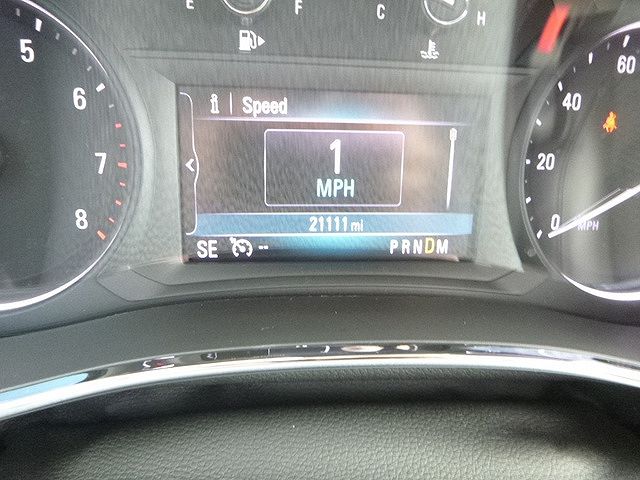 E F C H
5 6 7 8
i Speed
1
MPH
21111 mi
SE -- PRNDM
0 20 40 60
MPH